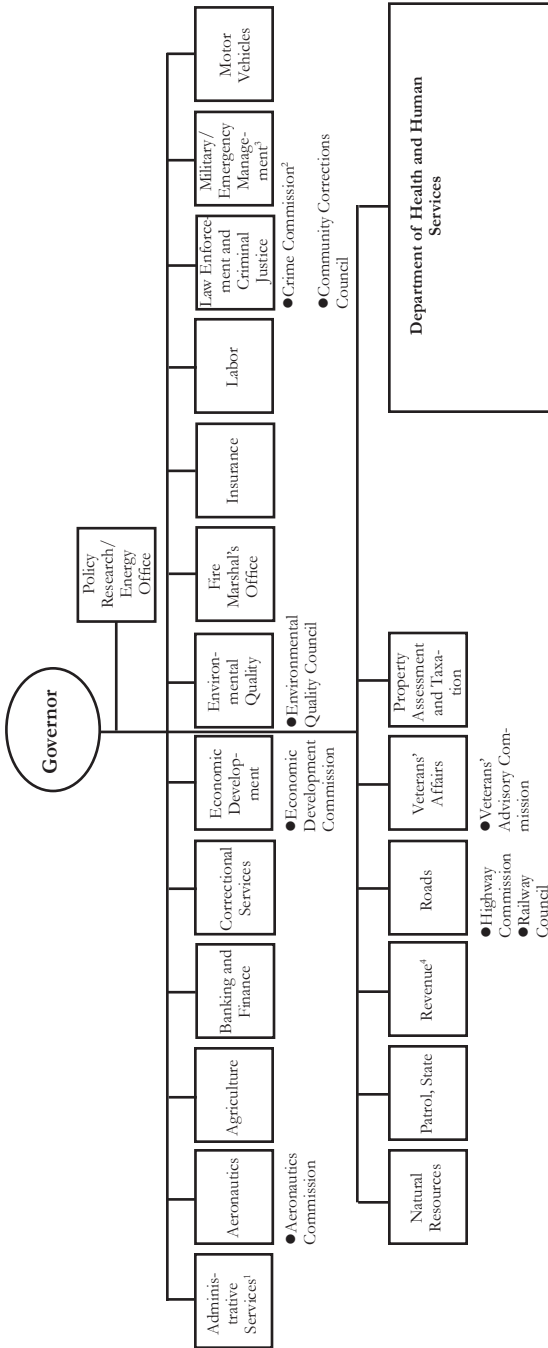 Governor
Policy
Research/
Energy
Office
Adminis-
trative
Services¹
Aeronautics
●Aeronautics
Commission
Agriculture
Banking and
Finance
Correctional
Services
Economic
Develop-
ment
●Economic
Development
Commission
Environ-
mental
Quality
●Environmental
Quality Council
Fire
Marshal's
Office
Insurance
Labor
Law Enforce-
ment and
Criminal
Justice
●Crime Commission²
●Community Corrections
Council
Military/
Emergency
Manage-
ment³
Motor
Vehicles
Natural
Resources
Patrol, State
Revenue⁴
Roads
●Highway
Commission
●Railway
Council
Veterans'
Affairs
●Veterans'
Advisory Com-
mission
Property
Assessment
and Taxa-
tion
Department of Health and Human
Services